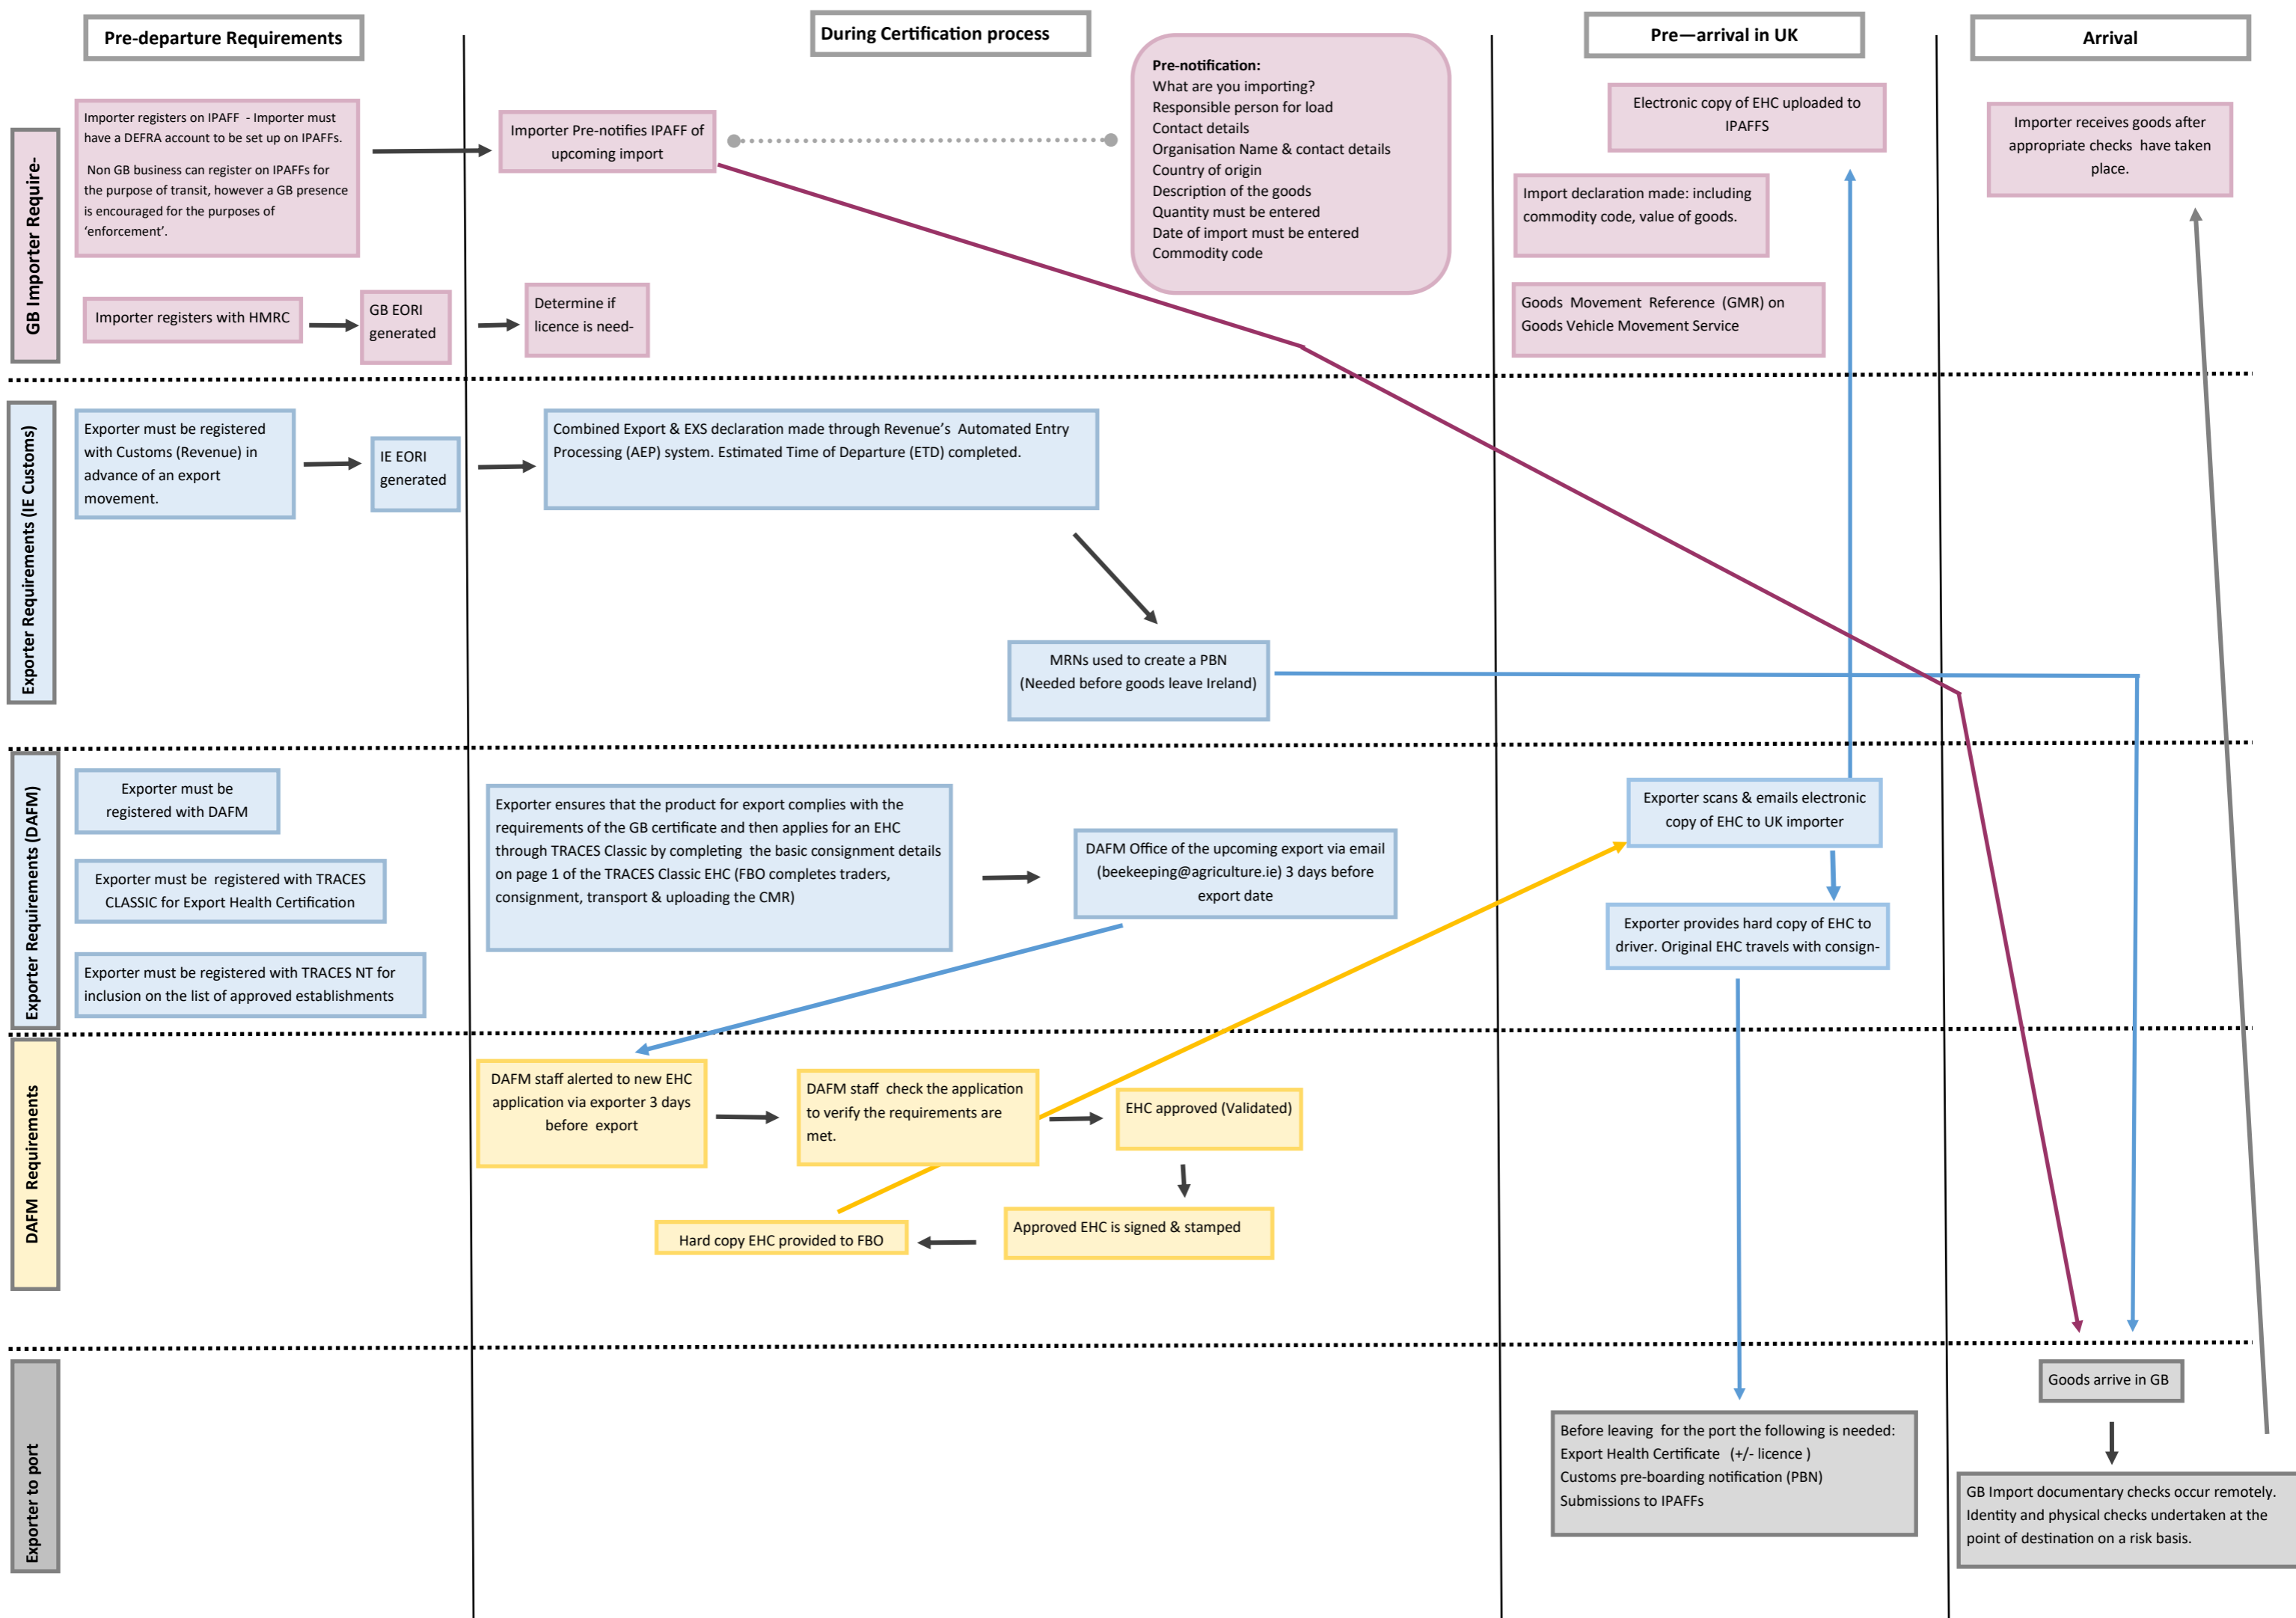 Pre-departure Requirements
During Certification process
Pre—arrival in UK
Arrival
GB Importer Require-
Importer registers on IPAFF  - Importer must
have a DEFRA account to be set up on IPAFFs.
Non GB business can register on IPAFFs for
the purpose of transit, however a GB presence
is encouraged for the purposes of
‘enforcement’.
Importer Pre-notifies IPAFF of
upcoming import
Pre-notification:
What are you importing?
Responsible person for load
Contact details
Organisation Name & contact details
Country of origin
Description of the goods
Quantity must be entered
Date of import must be entered
Commodity code
Electronic copy of EHC uploaded to
IPAFFS
Import declaration made: including
commodity code, value of goods.
Goods Movement Reference (GMR) on
Goods Vehicle Movement Service
Importer receives goods after
appropriate checks have taken
place.
Importer registers with HMRC
GB EORI
generated
Determine if
licence is need-
Exporter Requirements (IE Customs)
Exporter must be registered
with Customs (Revenue) in
advance of an export
movement.
IE EORI
generated
Combined Export & EXS declaration made through Revenue’s Automated Entry
Processing (AEP) system. Estimated Time of Departure (ETD) completed.
MRNs used to create a PBN
(Needed before goods leave Ireland)
Exporter Requirements (DAFM)
Exporter must be
registered with DAFM
Exporter must be registered with TRACES
CLASSIC for Export Health Certification
Exporter must be registered with TRACES NT for
inclusion on the list of approved establishments
Exporter ensures that the product for export complies with the
requirements of the GB certificate and then applies for an EHC
through TRACES Classic by completing the basic consignment details
on page 1 of the TRACES Classic EHC (FBO completes traders,
consignment, transport & uploading the CMR)
DAFM Office of the upcoming export via email
(beekeeping@agriculture.ie) 3 days before
export date
Exporter scans & emails electronic
copy of EHC to UK importer
Exporter provides hard copy of EHC to
driver. Original EHC travels with consign-
DAFM Requirements
DAFM staff alerted to new EHC
application via exporter 3 days
before export
DAFM staff check the application
to verify the requirements are
met.
EHC approved (Validated)
Approved EHC is signed & stamped
Hard copy EHC provided to FBO
Exporter to port
Before leaving for the port the following is needed:
Export Health Certificate (+/- licence )
Customs pre-boarding notification (PBN)
Submissions to IPAFFs
Goods arrive in GB
GB Import documentary checks occur remotely.
Identity and physical checks undertaken at the
point of destination on a risk basis.